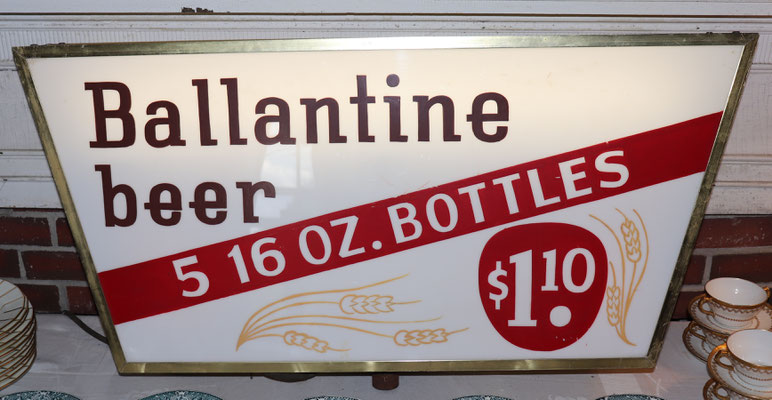 Ballantine
beer
5 16 OZ. BOTTLES
$1.10